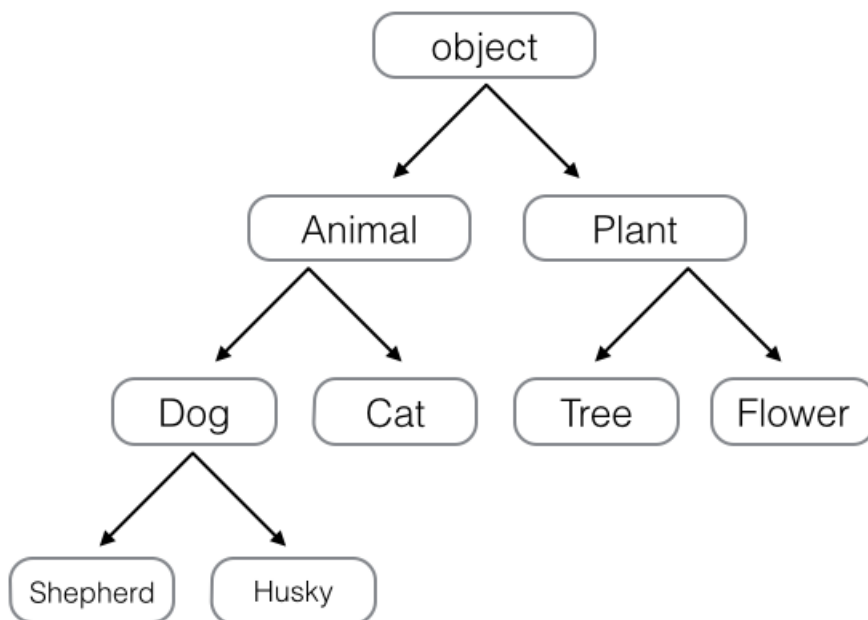 object
Animal
Plant
Dog
Cat
Tree
Flower
Shepherd
Husky